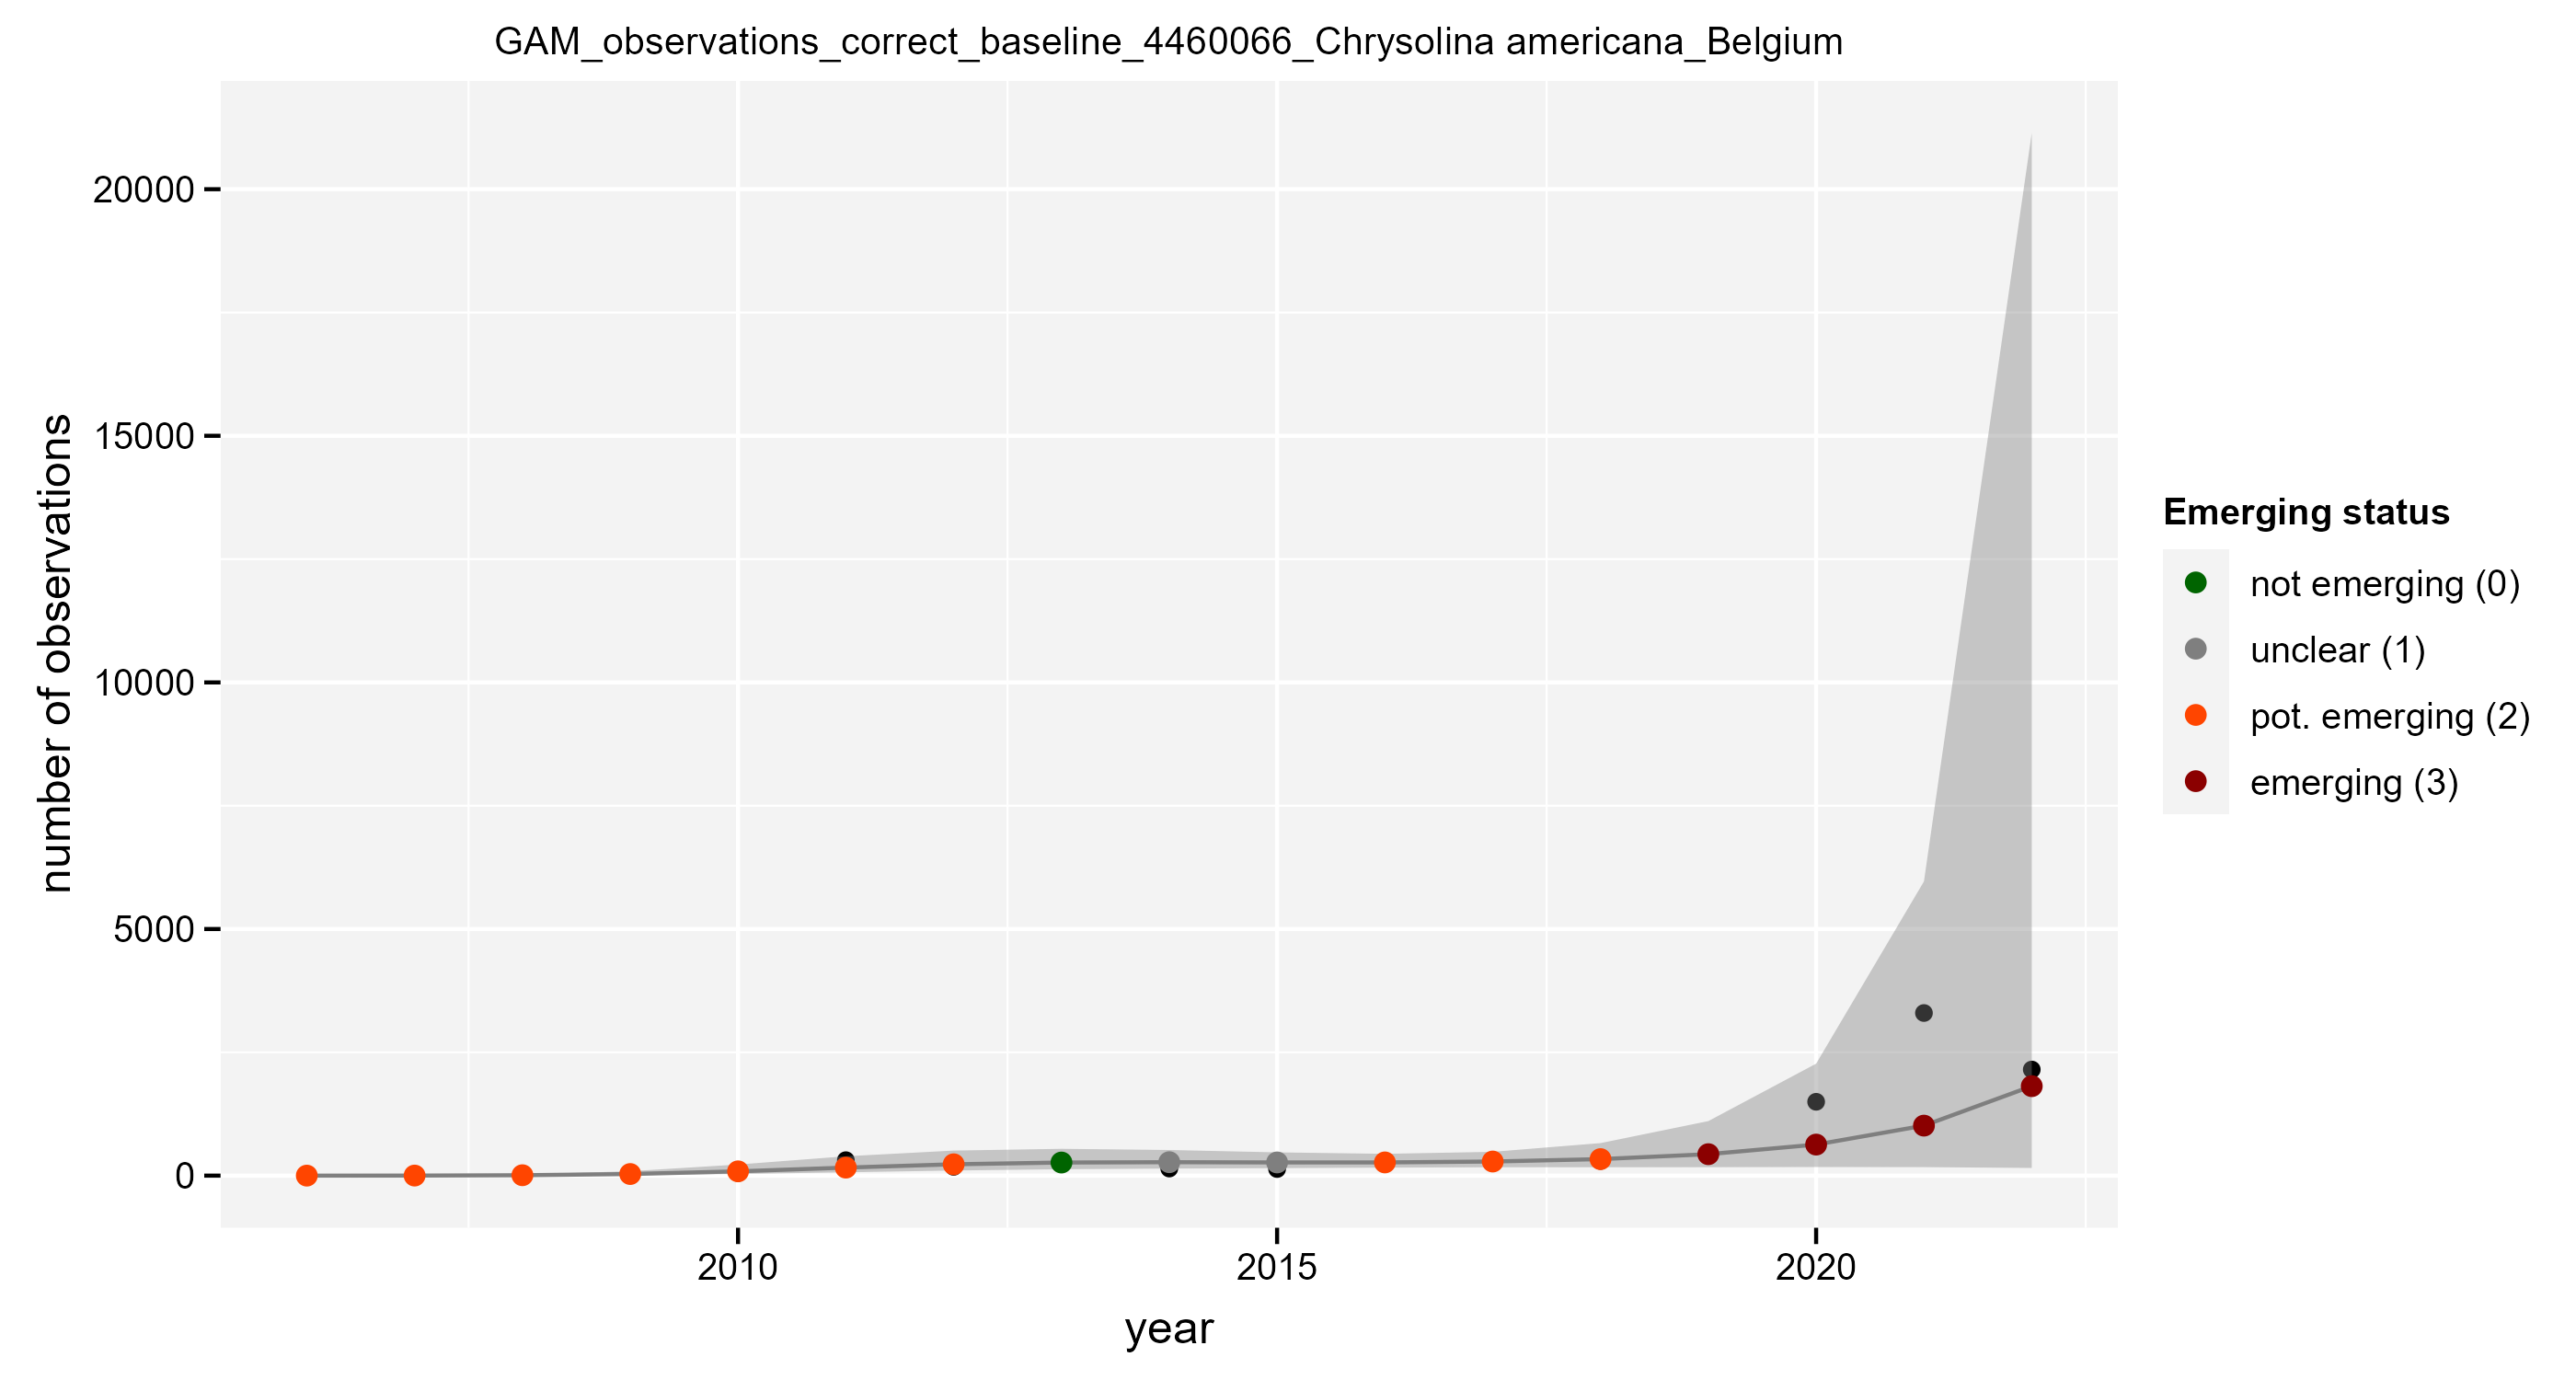 GAM_observations_correct_baseline_4460066_Chrysolina americana_Belgium
number of observations
20000
15000
10000
5000
0
2010
2015
2020
year
Emerging status
not emerging (0)
unclear (1)
pot. emerging (2)
emerging (3)